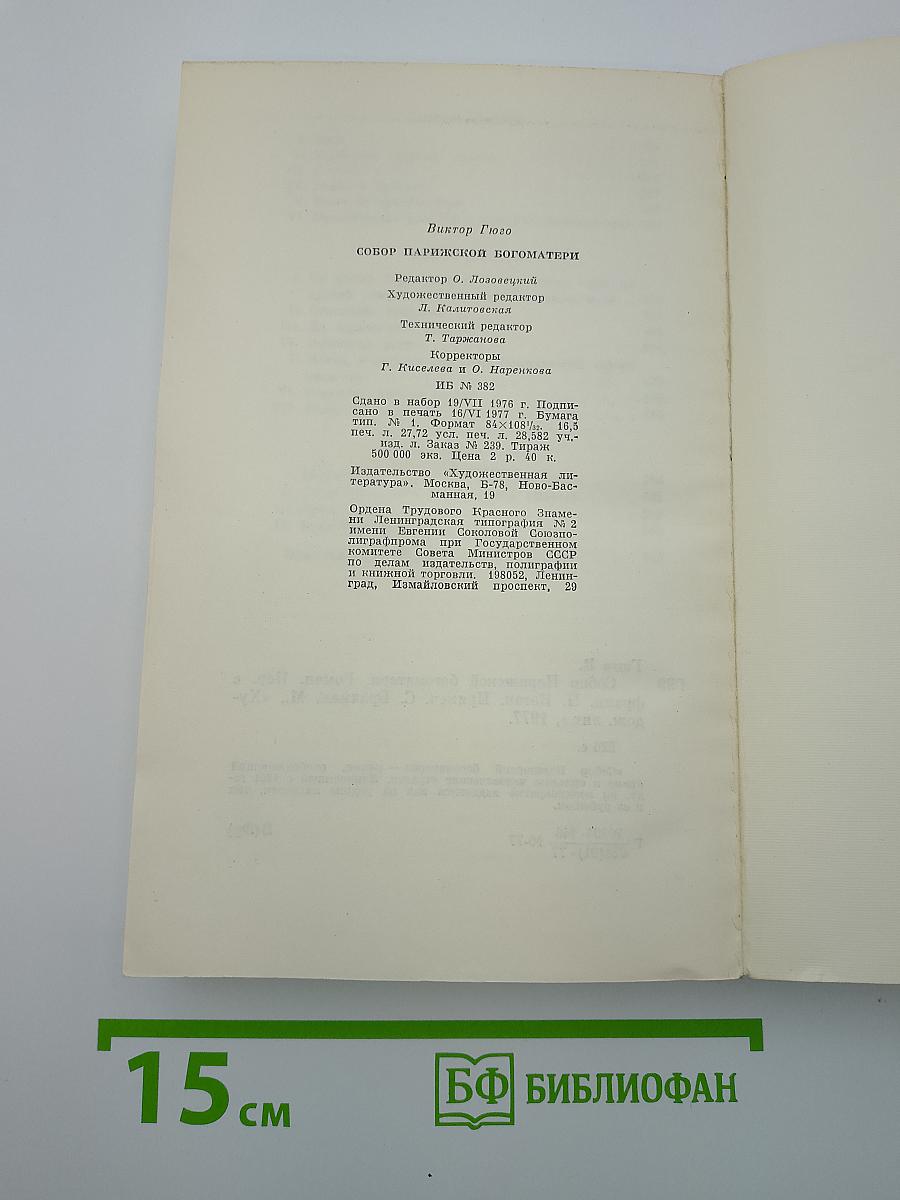 Виктор Гюго
СОБОР ПАРИЖСКОЙ БОГОМАТЕРИ
Редактор О. Лозовецкий
Художественный редактор
Л. Калитовская
Технический редактор
Т. Таржанова
Корректоры
Г. Киселева и О. Наренкова
ИБ № 382
Сдано в набор 19/VII 1976 г. Подпи-
сано в печать 16/VI 1977 г. Бумага
тип. № 1. Формат 84×108¹/₃₂. 16,5
печ. л. 27,72 усл. печ. л. 28,582 уч.-
изд. л. Заказ № 239. Тираж
500 000 экз. Цена 2 р. 40 к.
Издательство «Художественная ли-
тература». Москва, Б-78, Ново-Бас-
манная, 19
Ордена Трудового Красного Знаме-
ни Ленинградская типография № 2
имени Евгении Соколовой Союзпо-
лиграфпрома при Государственном
комитете Совета Министров СССР
по делам издательств, полиграфии
и книжной торговли. 198052, Ленин-
град, Измайловский проспект, 29
15 см
БФ БИБЛИОФАН